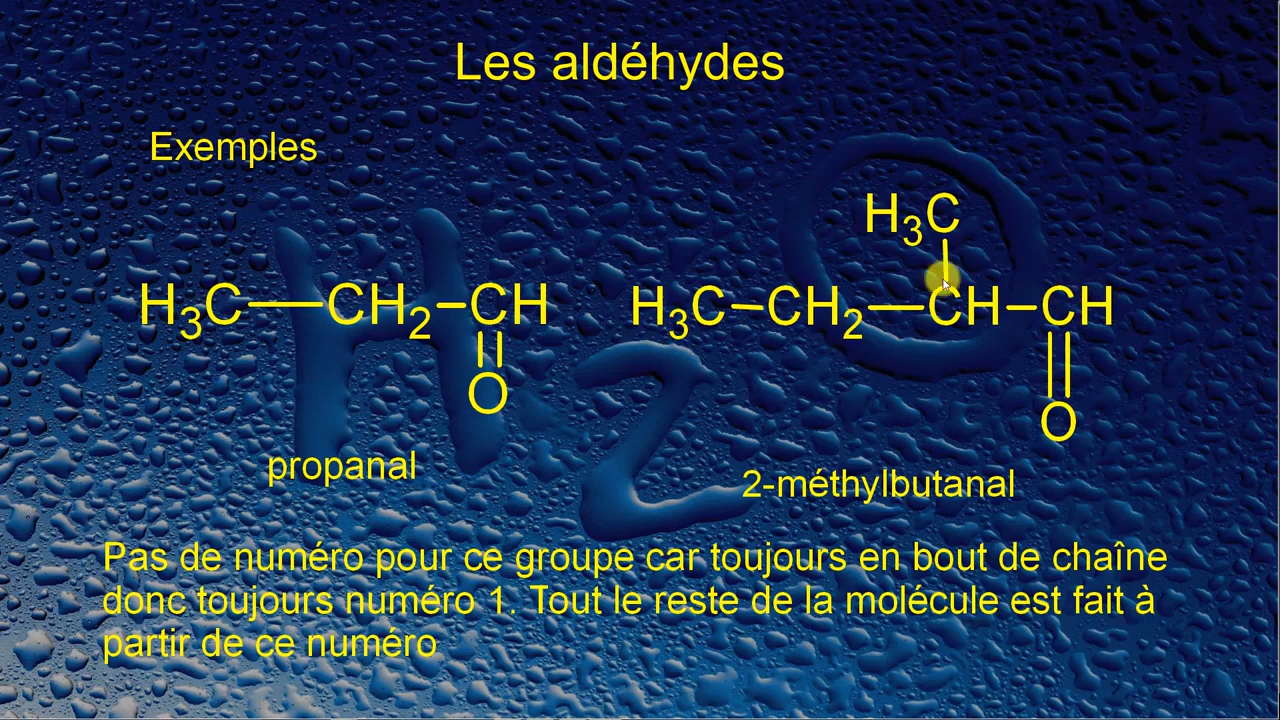 Les aldéhydes
Exemples
H₃C
H₃C—CH₂–CH
O
H₃C–CH₂—CH–CH
O
propanal
2-méthylbutanal
Pas de numéro pour ce groupe car toujours en bout de chaîne
donc toujours numéro 1. Tout le reste de la molécule est fait à
partir de ce numéro
H₂O